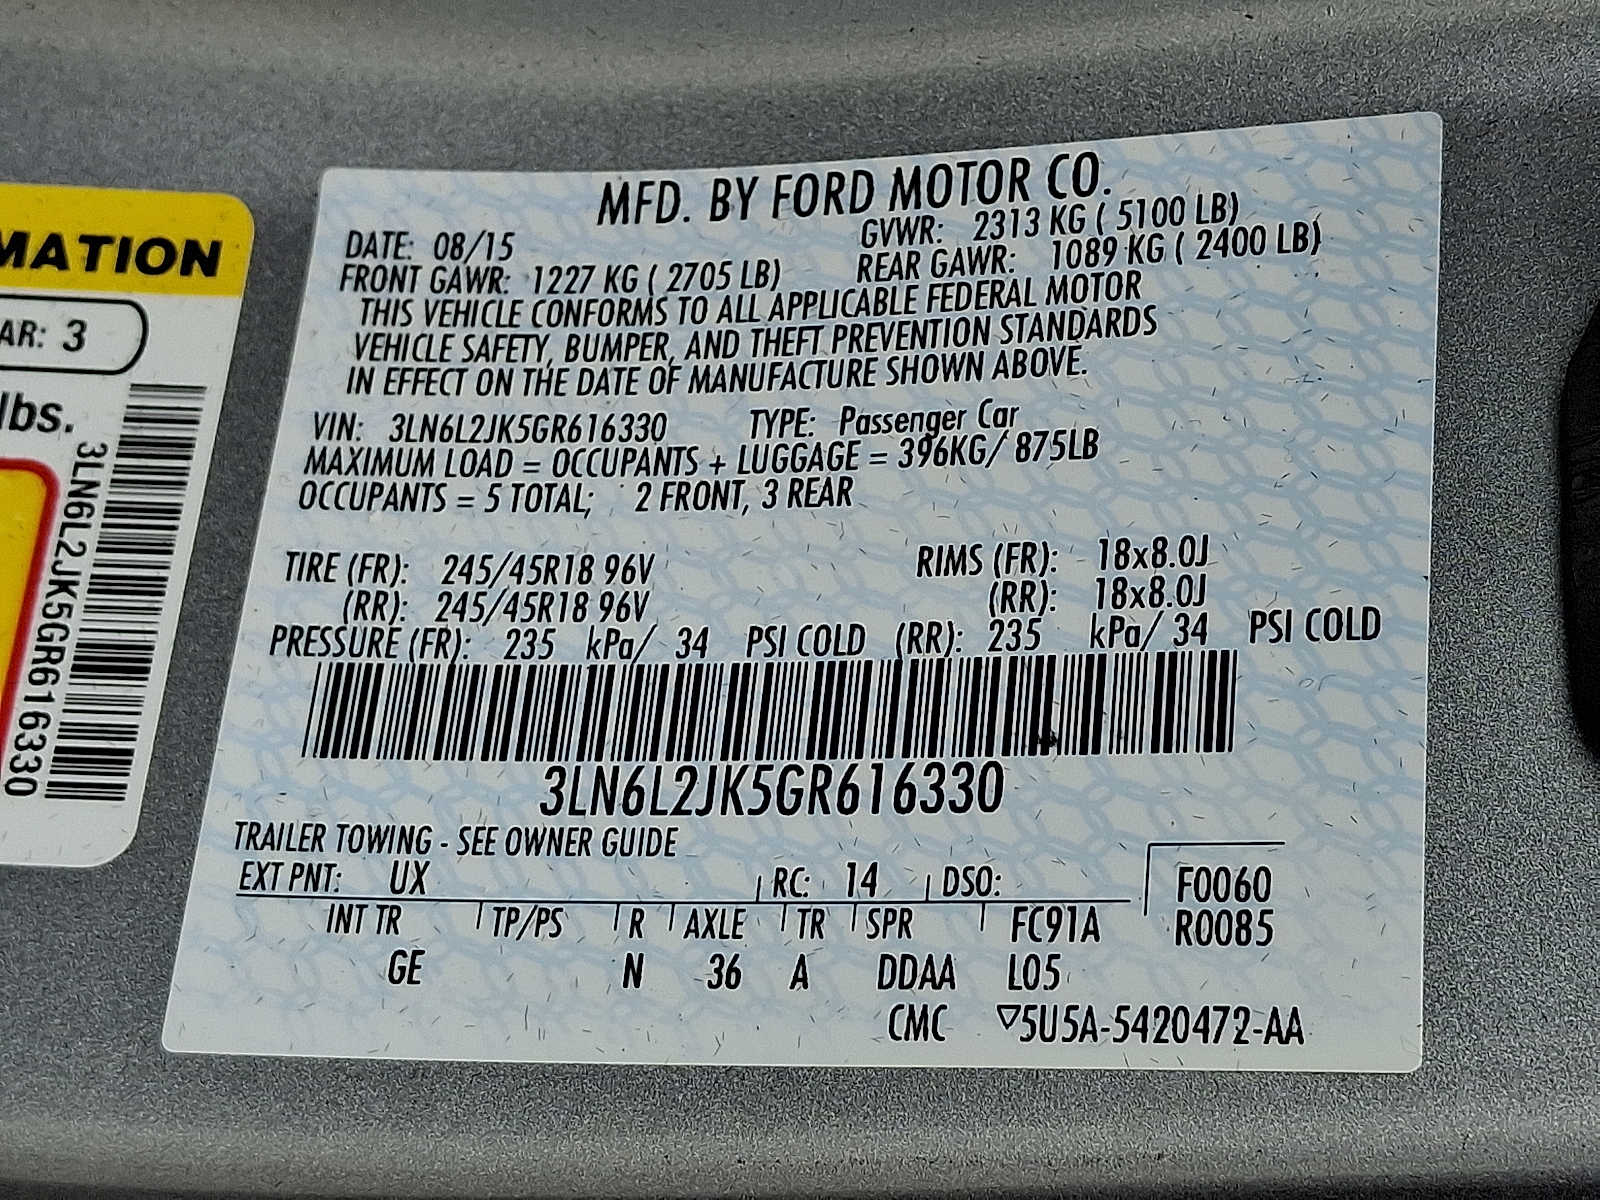 MATION
AR: 3
lbs.
3LN6L2JK5GR616330
MFD. BY FORD MOTOR CO.
DATE: 08/15 GVWR: 2313 KG ( 5100 LB)
FRONT GAWR: 1227 KG ( 2705 LB) REAR GAWR: 1089 KG ( 2400 LB)
THIS VEHICLE CONFORMS TO ALL APPLICABLE FEDERAL MOTOR
VEHICLE SAFETY, BUMPER, AND THEFT PREVENTION STANDARDS
IN EFFECT ON THE DATE OF MANUFACTURE SHOWN ABOVE.
VIN: 3LN6L2JK5GR616330 TYPE: Passenger Car
MAXIMUM LOAD = OCCUPANTS + LUGGAGE = 396KG/ 875LB
OCCUPANTS = 5 TOTAL; 2 FRONT, 3 REAR
TIRE (FR): 245/45R18 96V RIMS (FR): 18x8.0J
(RR): 245/45R18 96V (RR): 18x8.0J
PRESSURE (FR): 235 kPa/ 34 PSI COLD (RR): 235 kPa/ 34 PSI COLD
3LN6L2JK5GR616330
TRAILER TOWING - SEE OWNER GUIDE
EXT PNT: UX RC: 14 DSO: F0060
INT TR TP/PS R AXLE TR SPR FC91A R0085
GE N 36 A DDAA L05
CMC ▽5U5A-5420472-AA